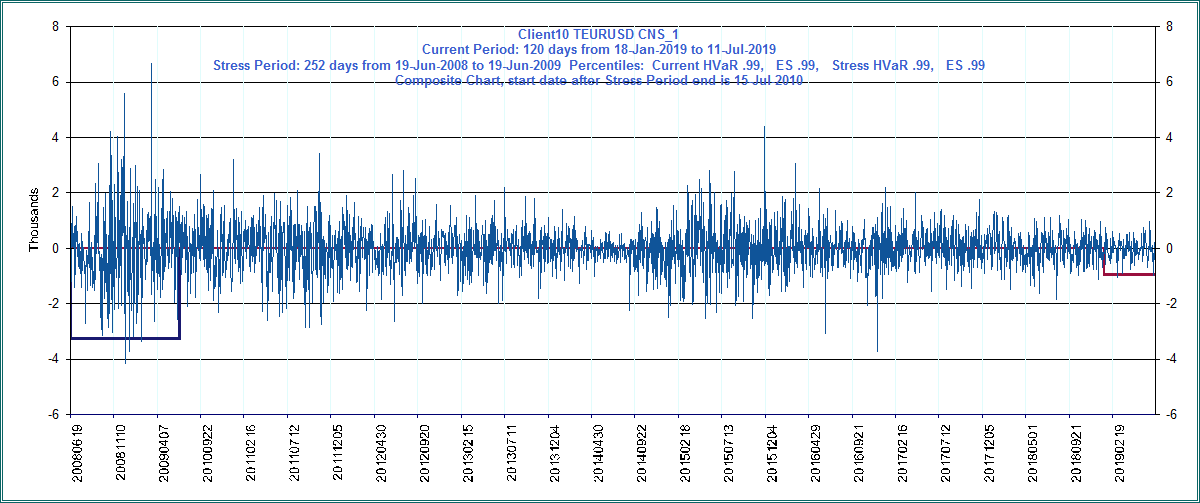 Client10 TEURUSD CNS_1
Current Period: 120 days from 18-Jan-2019 to 11-Jul-2019
Stress Period: 252 days from 19-Jun-2008 to 19-Jun-2009 Percentiles: Current HVaR .99, ES .99, Stress HVaR .99, ES .99
Composite Chart, start date after Stress Period end is 15 Jul 2010
8 8
6 6
4 4
2 2
0 0
-2 -2
-4 -4
-6 -6
Thousands
20080619 20081110 20090407 20100922 20110216 20110712 20111205 20120430 20120920 20130215 20130711 20131204 20140430 20140922 20150218 20150713 20151204 20160429 20160921 20170216 20170712 20171205 20180501 20180921 20190219